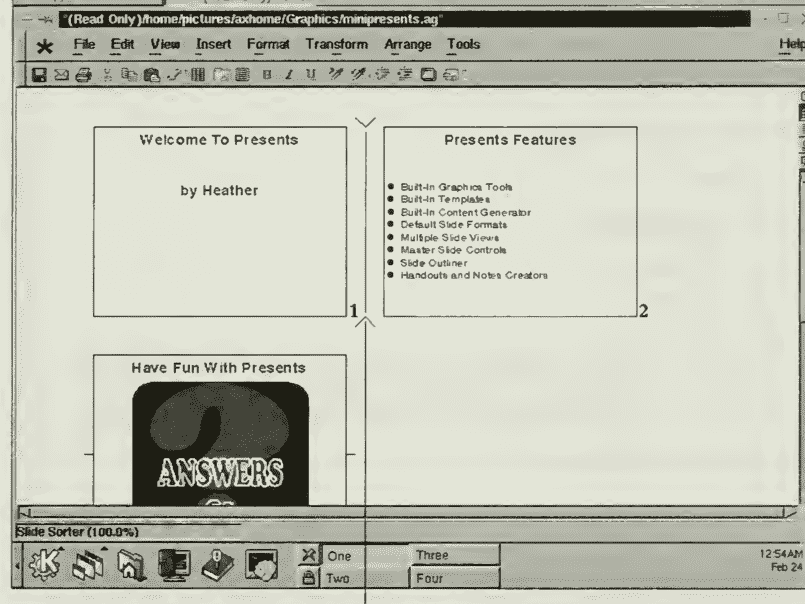 "(Read Only)/home/pictures/axhome/Graphics/minipresents.ag"
File Edit View Insert Format Transform Arrange Tools Help
B I U
Welcome To Presents
by Heather
1
Presents Features
Built-In Graphics Tools
Built-In Templates
Built-In Content Generator
Default Slide Formats
Multiple Slide Views
Master Slide Controls
Slide Outliner
Handouts and Notes Creators
2
Have Fun With Presents
ANSWERS
Slide Sorter (100.0%)
K
One
Two
Three
Four
12:54AM
Feb 24